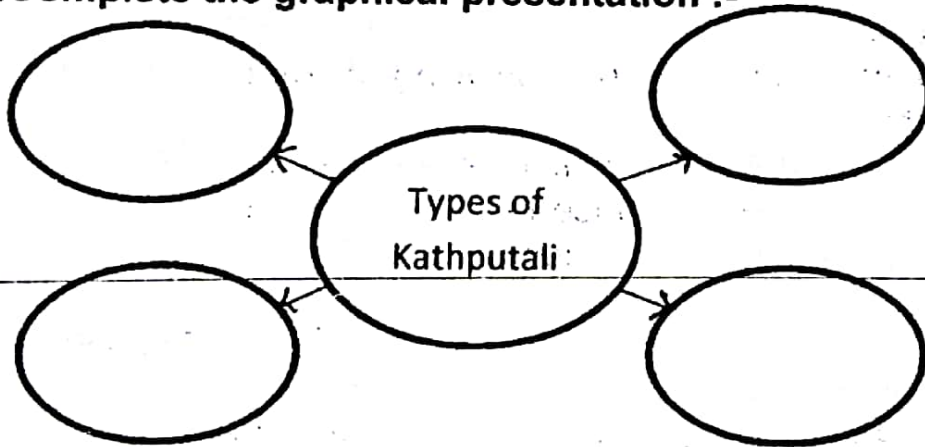 Complete the graphical presentation :-
Types of
Kathputali